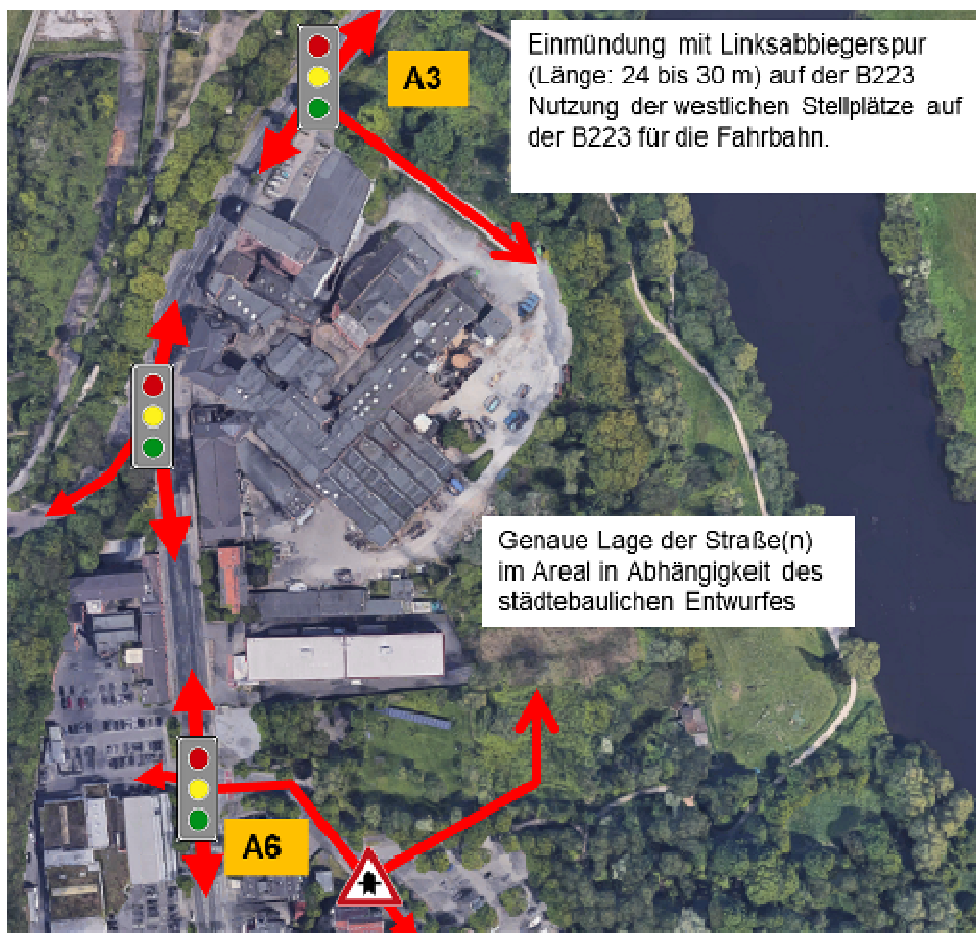 A3
Einmündung mit Linksabbiegerspur
(Länge: 24 bis 30 m) auf der B223
Nutzung der westlichen Stellplätze auf
der B223 für die Fahrbahn.
Genaue Lage der Straße(n)
im Areal in Abhängigkeit des
städtebaulichen Entwurfes
A6